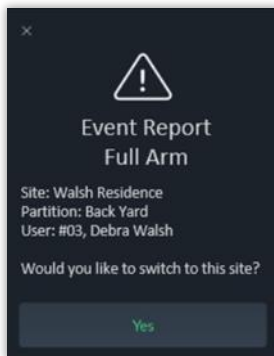 Event Report
Full Arm
Site: Walsh Residence
Partition: Back Yard
User: #03, Debra Walsh
Would you like to switch to this site?
Yes